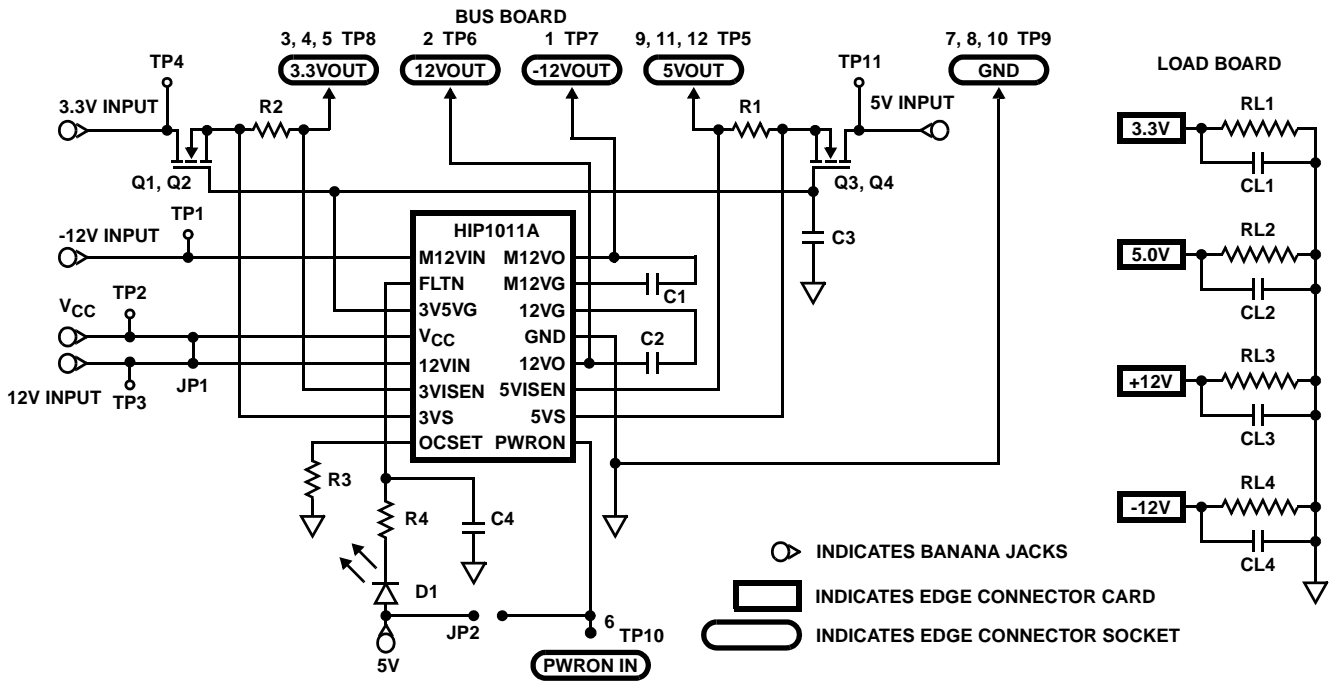 BUS BOARD
3, 4, 5 TP8
2 TP6
1 TP7
9, 11, 12 TP5
7, 8, 10 TP9
3.3VOUT
12VOUT
-12VOUT
5VOUT
GND
LOAD BOARD
TP4
TP11
3.3V INPUT
R2
R1
5V INPUT
Q1, Q2
Q3, Q4
TP1
-12V INPUT
HIP1011A
C3
M12VIN
M12VO
FLTN
M12VG
C1
3V5VG
12VG
VCC
TP2
VCC
GND
C2
12VIN
12VO
JP1
12V INPUT
TP3
3VISEN
5VISEN
3VS
5VS
OCSET
PWRON
R3
R4
C4
D1
JP2
5V
6
TP10
PWRON IN
3.3V
RL1
CL1
5.0V
RL2
CL2
+12V
RL3
CL3
-12V
RL4
CL4
INDICATES BANANA JACKS
INDICATES EDGE CONNECTOR CARD
INDICATES EDGE CONNECTOR SOCKET